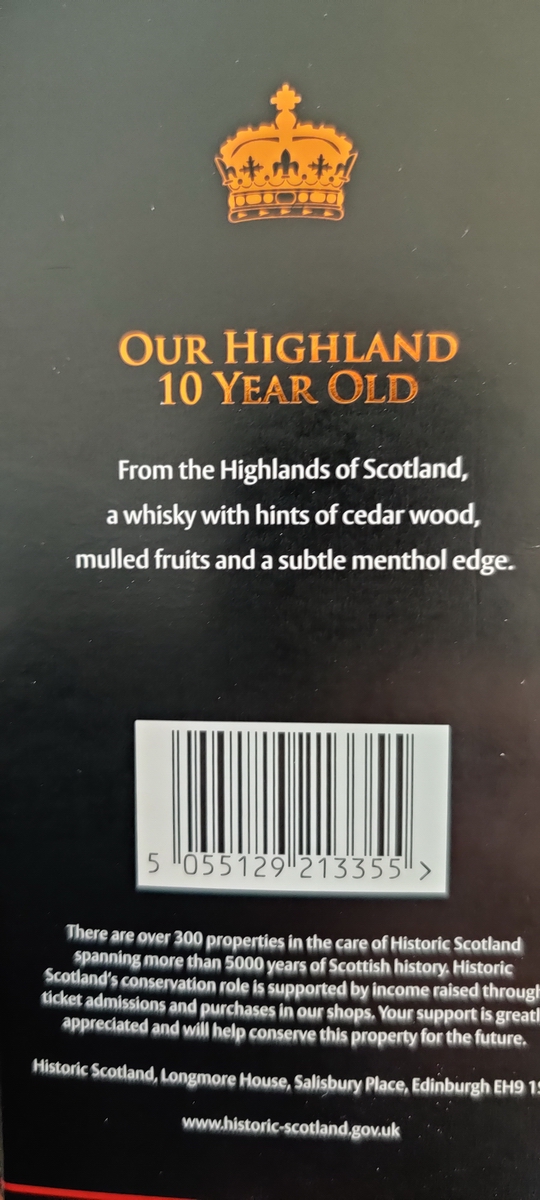 OUR HIGHLAND
10 YEAR OLD
From the Highlands of Scotland,
a whisky with hints of cedar wood,
mulled fruits and a subtle menthol edge.
5 055129 213355 >
There are over 300 properties in the care of Historic Scotland
spanning more than 5000 years of Scottish history. Historic
Scotland's conservation role is supported by income raised through
ticket admissions and purchases in our shops. Your support is greatl
appreciated and will help conserve this property for the future.
Historic Scotland, Longmore House, Salisbury Place, Edinburgh EH9
www.historic-scotland.gov.uk